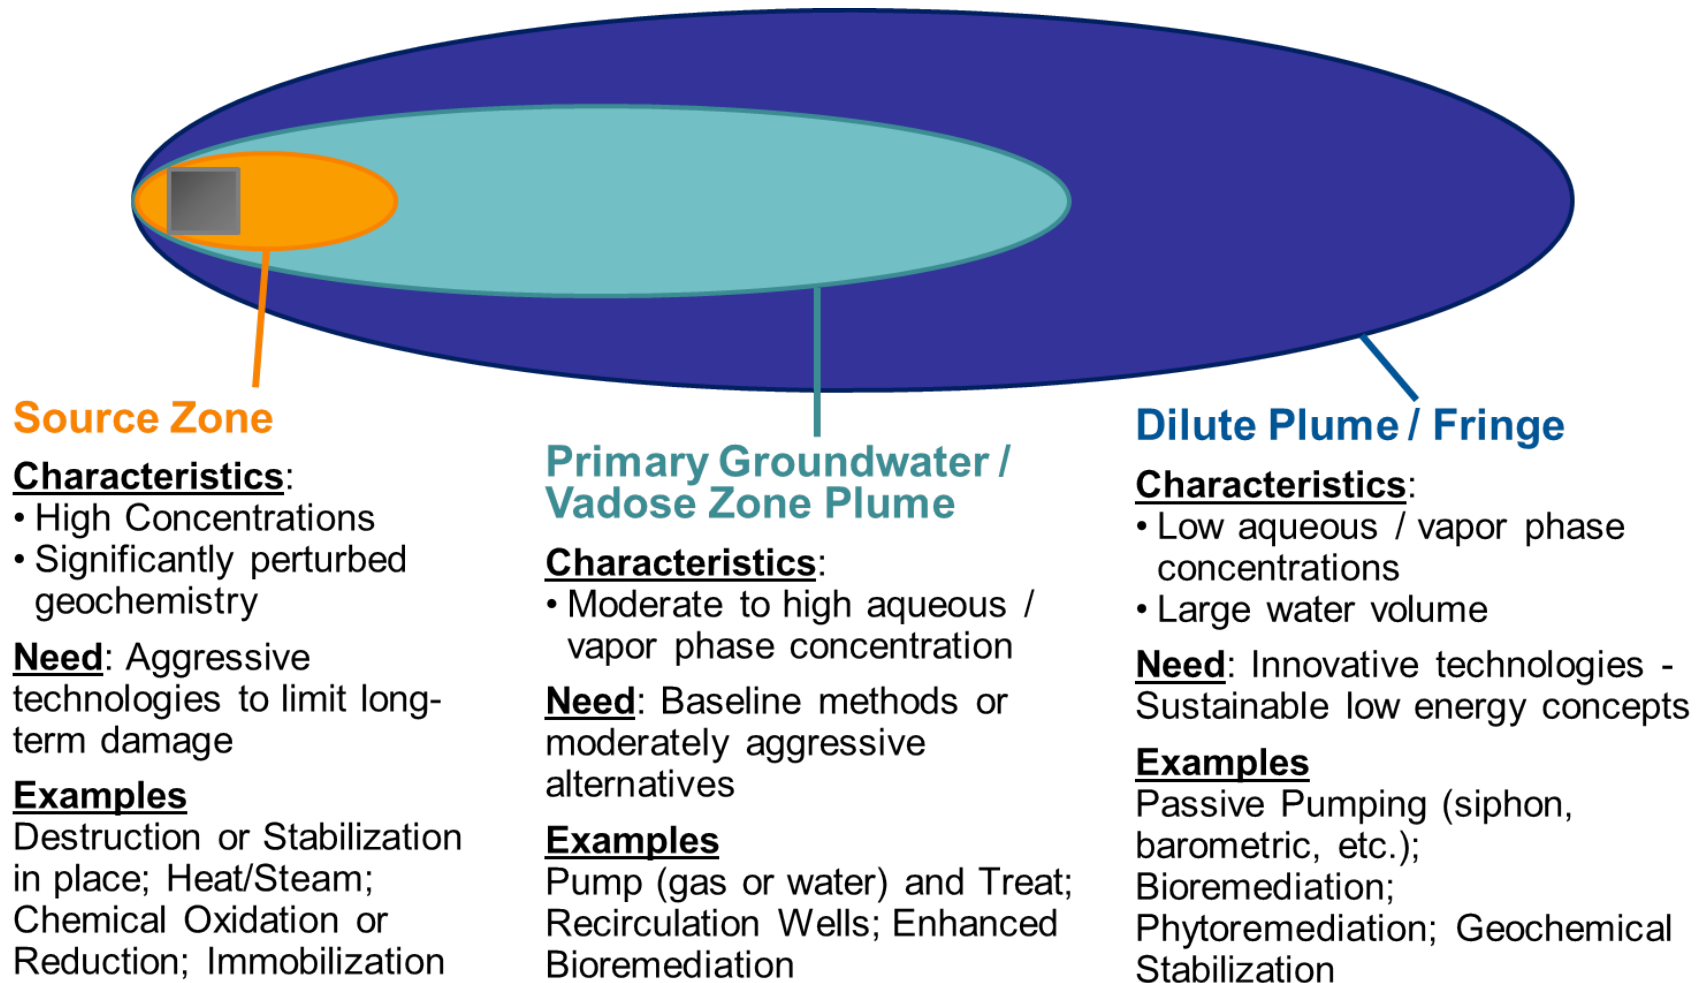 Source Zone
Characteristics:
• High Concentrations
• Significantly perturbed
geochemistry
Need: Aggressive
technologies to limit long-
term damage
Examples
Destruction or Stabilization
in place; Heat/Steam;
Chemical Oxidation or
Reduction; Immobilization
Primary Groundwater /
Vadose Zone Plume
Characteristics:
• Moderate to high aqueous /
vapor phase concentration
Need: Baseline methods or
moderately aggressive
alternatives
Examples
Pump (gas or water) and Treat;
Recirculation Wells; Enhanced
Bioremediation
Dilute Plume / Fringe
Characteristics:
• Low aqueous / vapor phase
concentrations
• Large water volume
Need: Innovative technologies -
Sustainable low energy concepts
Examples
Passive Pumping (siphon,
barometric, etc.);
Bioremediation;
Phytoremediation; Geochemical
Stabilization